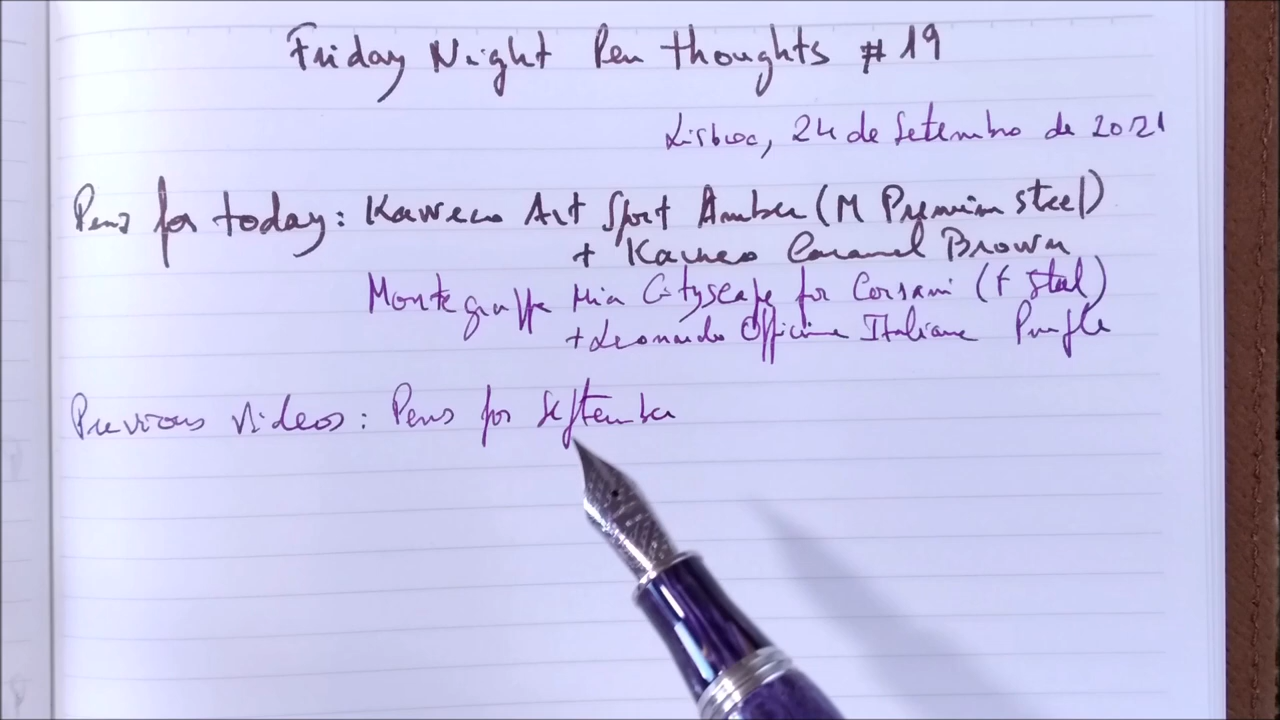 Friday Night Pen thoughts #19
Lisboa, 24 de Setembro de 2021
Pens for today: Kaweco Art Sport Amber (M Premium steel)
+ Kaweco Caramel Brown
Montegrappa Mia Cityscape for Corsani (F steel)
+ Leonardo Officina Italiana Purple
Previous videos: Pens for September